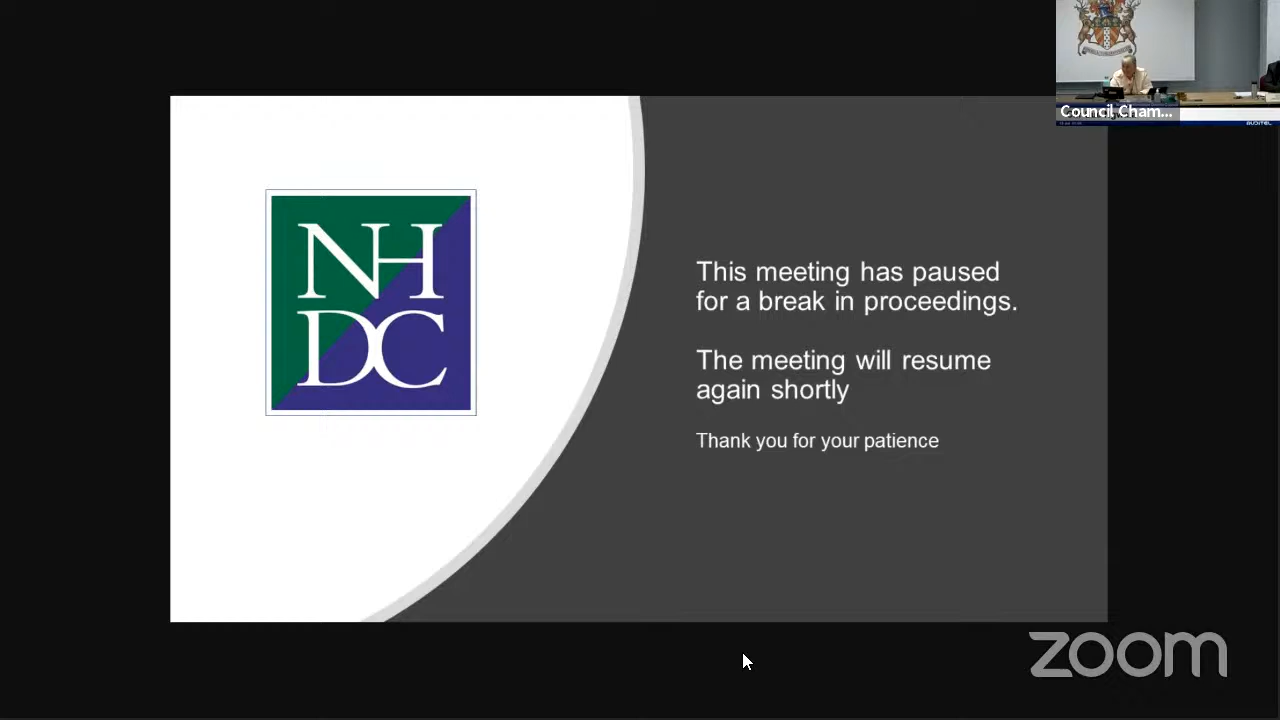 Council Cham...
AUDITEL
NH
DC
This meeting has paused
for a break in proceedings.
The meeting will resume
again shortly
Thank you for your patience
zoom